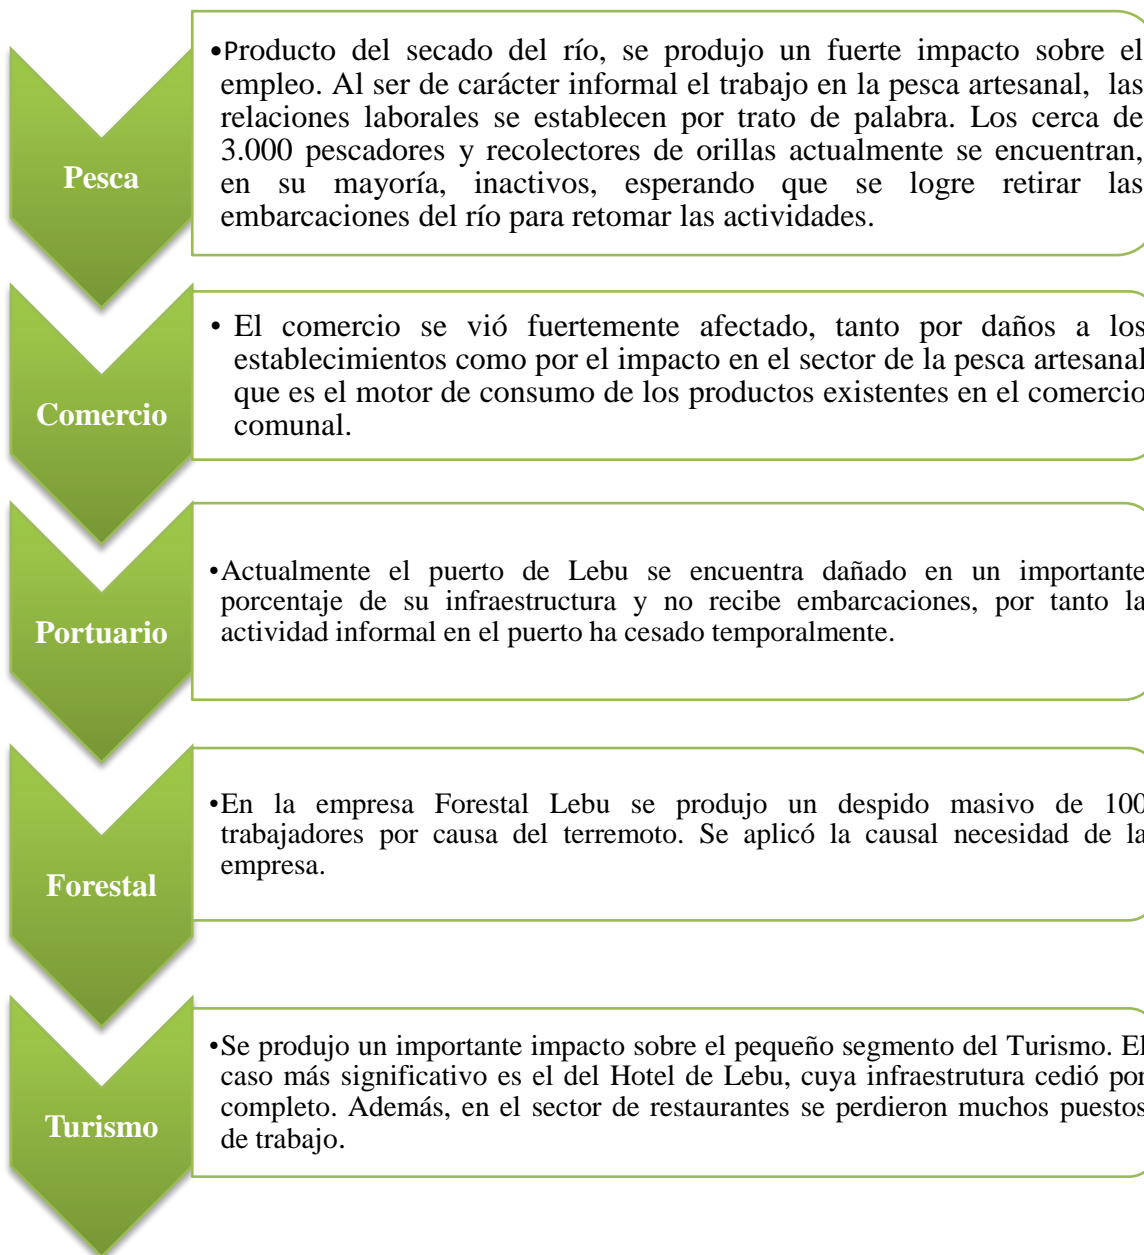 Pesca
•Producto del secado del río, se produjo un fuerte impacto sobre el
empleo. Al ser de carácter informal el trabajo en la pesca artesanal, las
relaciones laborales se establecen por trato de palabra. Los cerca de
3.000 pescadores y recolectores de orillas actualmente se encuentran,
en su mayoría, inactivos, esperando que se logre retirar las
embarcaciones del río para retomar las actividades.
Comercio
• El comercio se vió fuertemente afectado, tanto por daños a los
establecimientos como por el impacto en el sector de la pesca artesanal
que es el motor de consumo de los productos existentes en el comercio
comunal.
Portuario
•Actualmente el puerto de Lebu se encuentra dañado en un importante
porcentaje de su infraestructura y no recibe embarcaciones, por tanto la
actividad informal en el puerto ha cesado temporalmente.
Forestal
•En la empresa Forestal Lebu se produjo un despido masivo de 100
trabajadores por causa del terremoto. Se aplicó la causal necesidad de la
empresa.
Turismo
•Se produjo un importante impacto sobre el pequeño segmento del Turismo. El
caso más significativo es el del Hotel de Lebu, cuya infraestrutura cedió por
completo. Además, en el sector de restaurantes se perdieron muchos puestos
de trabajo.